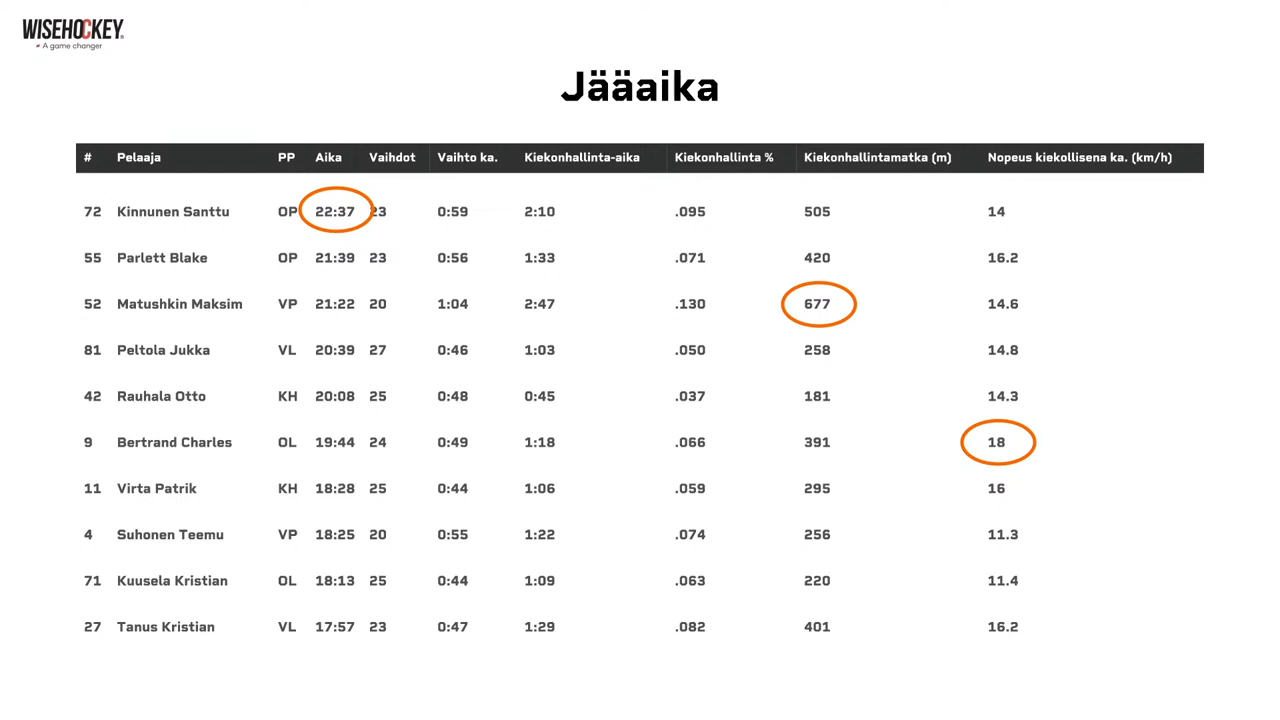 WISEHOCKEY®
A game changer
Jääaika
# Pelaaja PP Aika Vaihdot Vaihto ka. Kiekonhallinta-aika Kiekonhallinta % Kiekonhallintamatka (m) Nopeus kiekollisena ka. (km/h)
72 Kinnunen Santtu OP 22:37 23 0:59 2:10 .095 505 14
55 Parlett Blake OP 21:39 23 0:56 1:33 .071 420 16.2
52 Matushkin Maksim VP 21:22 20 1:04 2:47 .130 677 14.6
81 Peltola Jukka VL 20:39 27 0:46 1:03 .050 258 14.8
42 Rauhala Otto KH 20:08 25 0:48 0:45 .037 181 14.3
9 Bertrand Charles OL 19:44 24 0:49 1:18 .066 391 18
11 Virta Patrik KH 18:28 25 0:44 1:06 .059 295 16
4 Suhonen Teemu VP 18:25 20 0:55 1:22 .074 256 11.3
71 Kuusela Kristian OL 18:13 25 0:44 1:09 .063 220 11.4
27 Tanus Kristian VL 17:57 23 0:47 1:29 .082 401 16.2